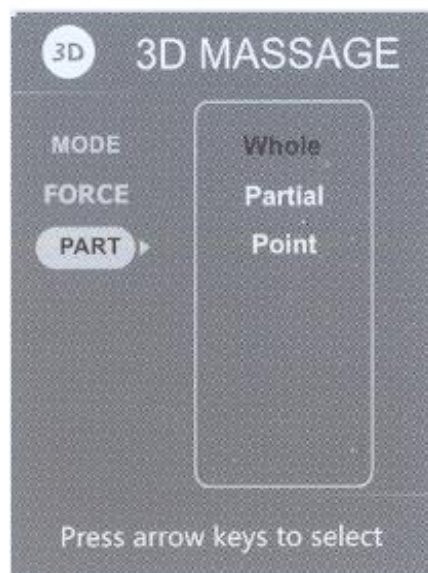 3D 3D MASSAGE
MODE Whole
FORCE Partial
PART Point
Press arrow keys to select